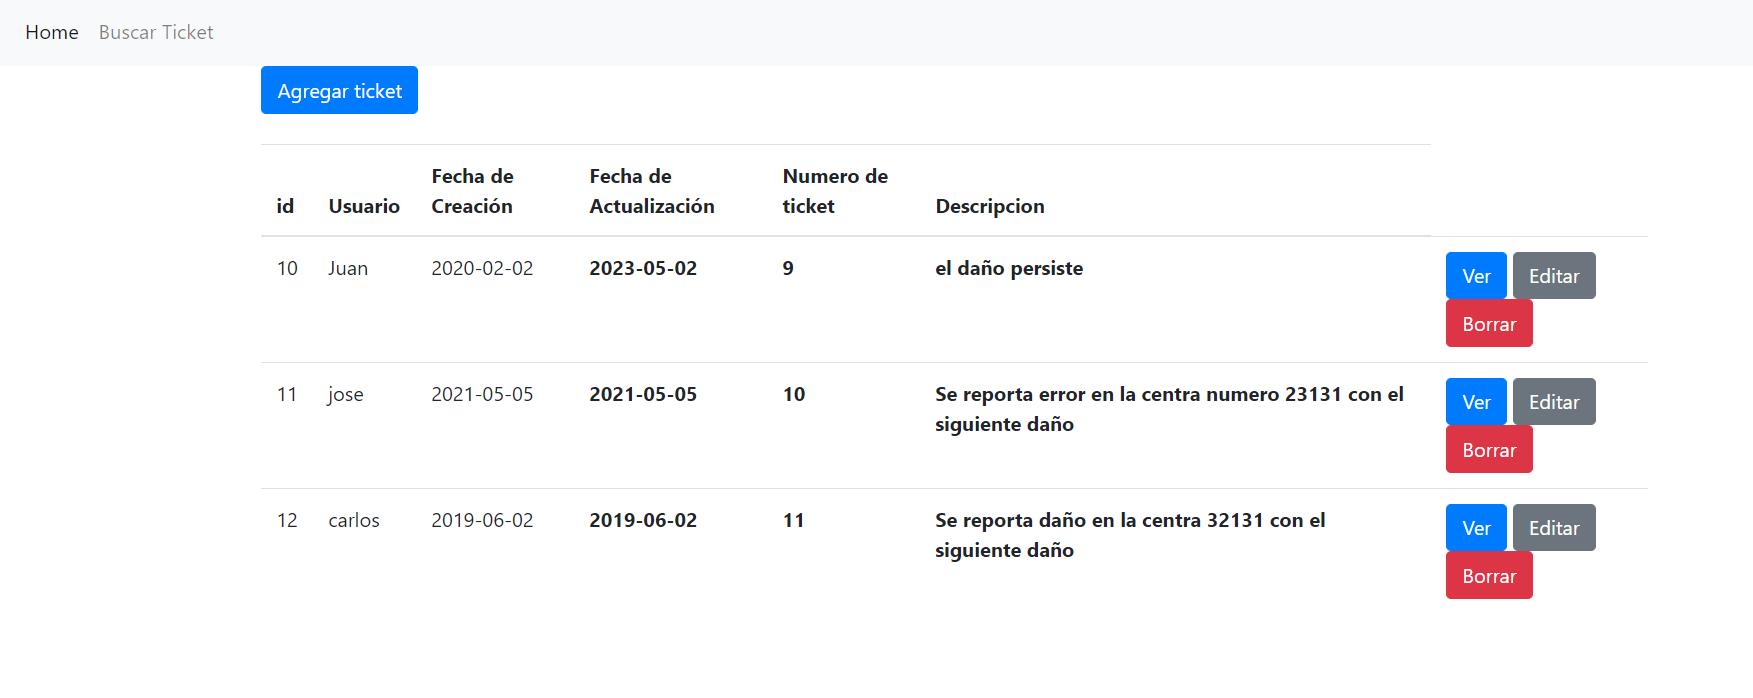 Home Buscar Ticket
Agregar ticket
id Usuario Fecha de Creación Fecha de Actualización Numero de ticket Descripcion
10 Juan 2020-02-02 2023-05-02 9 el daño persiste Ver Editar
Borrar
11 jose 2021-05-05 2021-05-05 10 Se reporta error en la centra numero 23131 con el Ver Editar
siguiente daño Borrar
12 carlos 2019-06-02 2019-06-02 11 Se reporta daño en la centra 32131 con el Ver Editar
siguiente daño Borrar